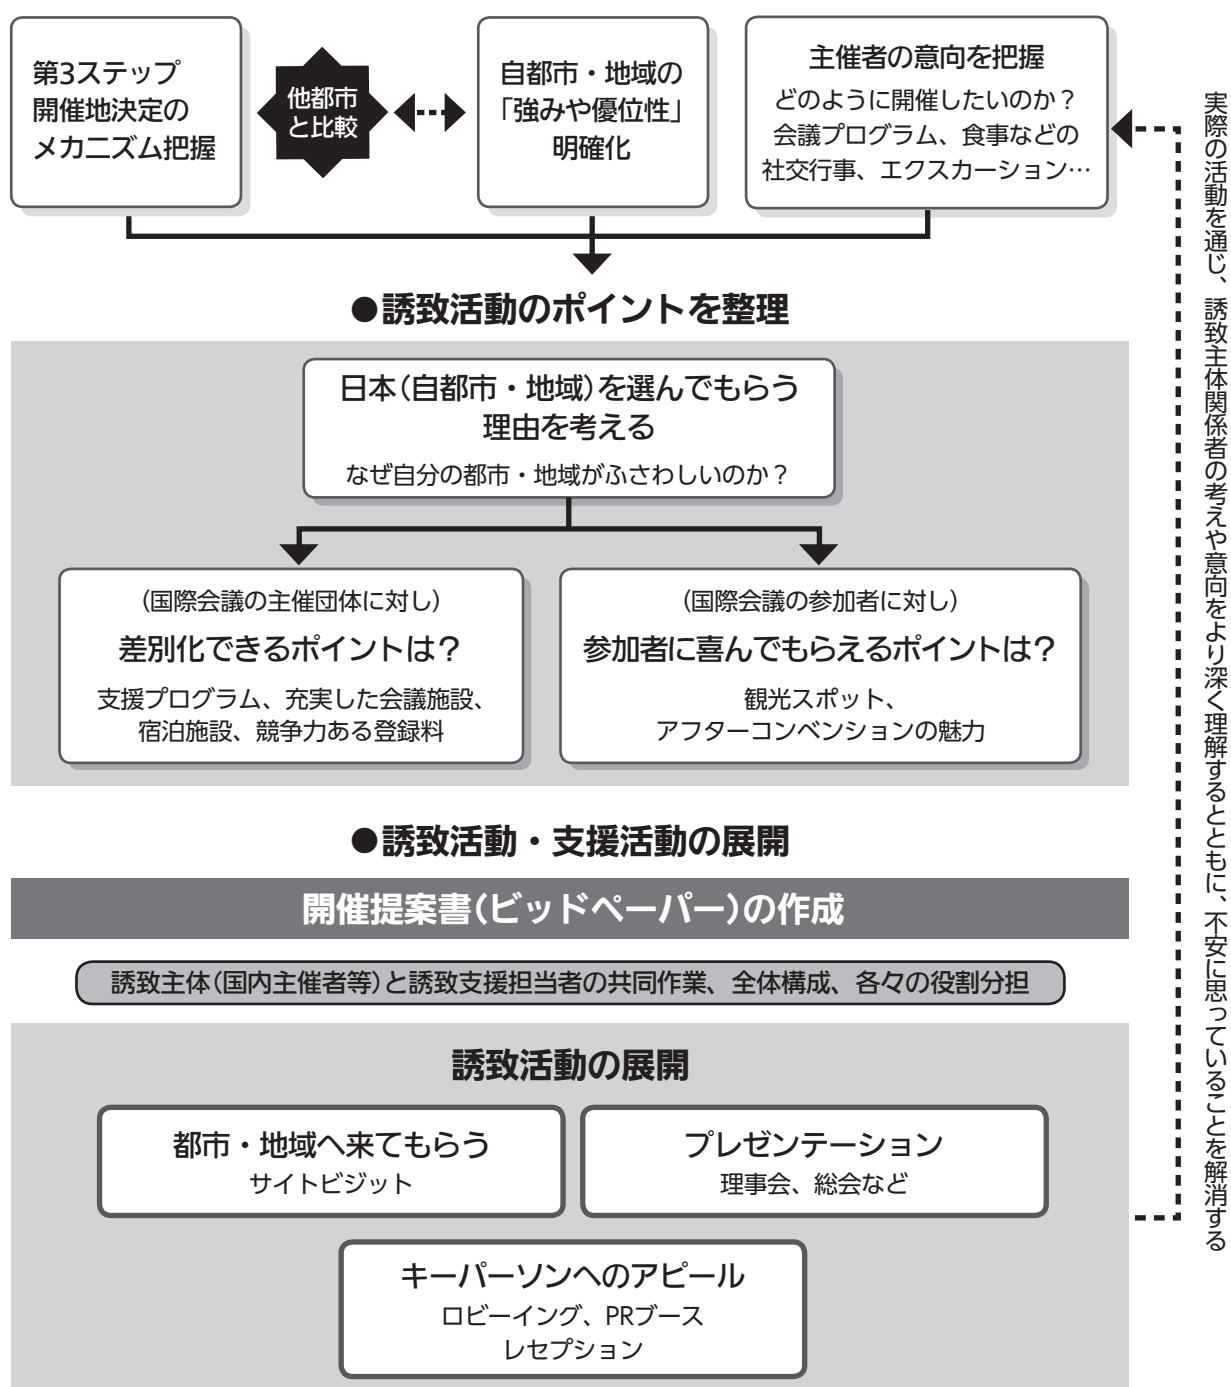 第3ステップ
開催地決定の
メカニズム把握
他都市
と比較
自都市・地域の
「強みや優位性」
明確化
主催者の意向を把握
どのように開催したいのか？
会議プログラム、食事などの
社交行事、エクスカーション…
●誘致活動のポイントを整理
日本（自都市・地域）を選んでもらう
理由を考える
なぜ自分の都市・地域がふさわしいのか？
（国際会議の主催団体に対し）
差別化できるポイントは？
支援プログラム、充実した会議施設、
宿泊施設、競争力ある登録料
（国際会議の参加者に対し）
参加者に喜んでもらえるポイントは？
観光スポット、
アフターコンベンションの魅力
●誘致活動・支援活動の展開
開催提案書（ビッドペーパー）の作成
誘致主体（国内主催者等）と誘致支援担当者の共同作業、全体構成、各々の役割分担
誘致活動の展開
都市・地域へ来てもらう
サイトビジット
プレゼンテーション
理事会、総会など
キーパーソンへのアピール
ロビーイング、PRブース
レセプション
実際の活動を通じ、誘致主体関係者の考えや意向をより深く理解するとともに、不安に思っていることを解消する